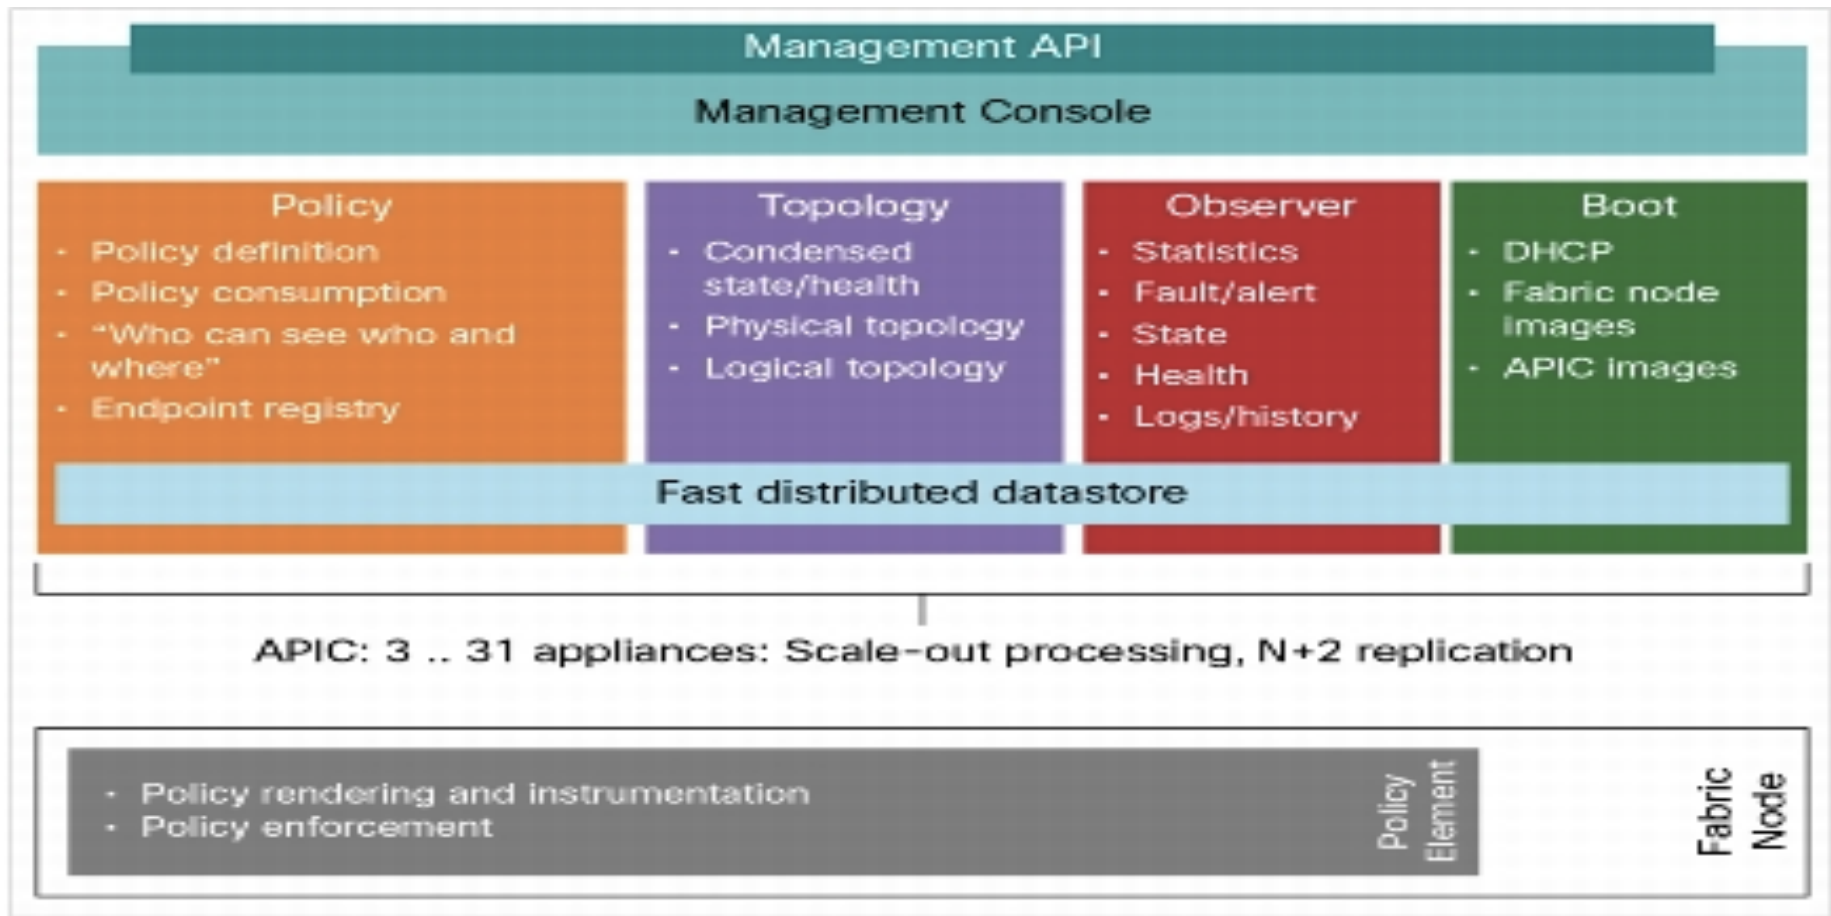 Management API
Management Console
Policy
- Policy definition
- Policy consumption
- “Who can see who and
where”
- Endpoint registry
Topology
- Condensed
state/health
- Physical topology
- Logical topology
Observer
- Statistics
- Fault/alert
- State
- Health
- Logs/history
Boot
- DHCP
- Fabric node
images
- APIC images
Fast distributed datastore
APIC: 3 .. 31 appliances: Scale-out processing, N+2 replication
- Policy rendering and instrumentation
- Policy enforcement
Policy
Element
Fabric
Node